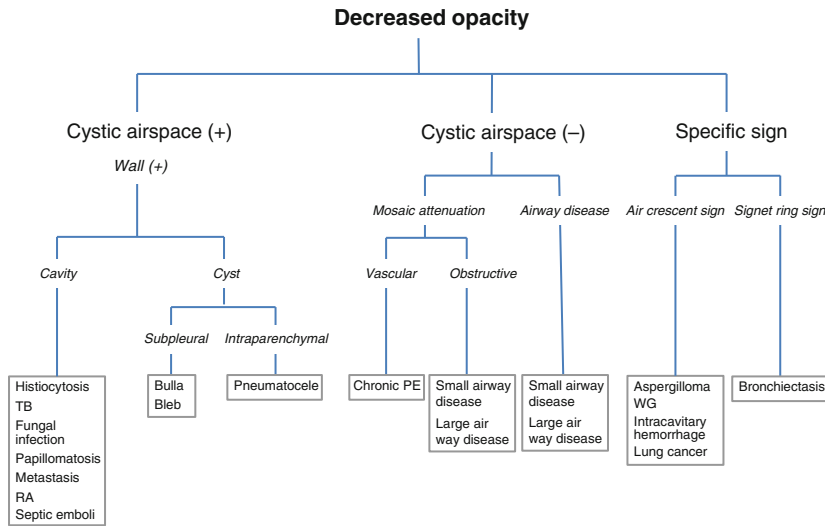 Decreased opacity
Cystic airspace (+)
Cystic airspace (–)
Specific sign
Wall (+)
Mosaic attenuation
Airway disease
Air crescent sign
Signet ring sign
Cavity
Cyst
Vascular
Obstructive
Subpleural
Intraparenchymal
Histiocytosis
TB
Fungal
infection
Papillomatosis
Metastasis
RA
Septic emboli
Bulla
Bleb
Pneumatocele
Chronic PE
Small airway
disease
Large air
way disease
Small airway
disease
Large air
way disease
Aspergilloma
WG
Intracavitary
hemorrhage
Lung cancer
Bronchiectasis